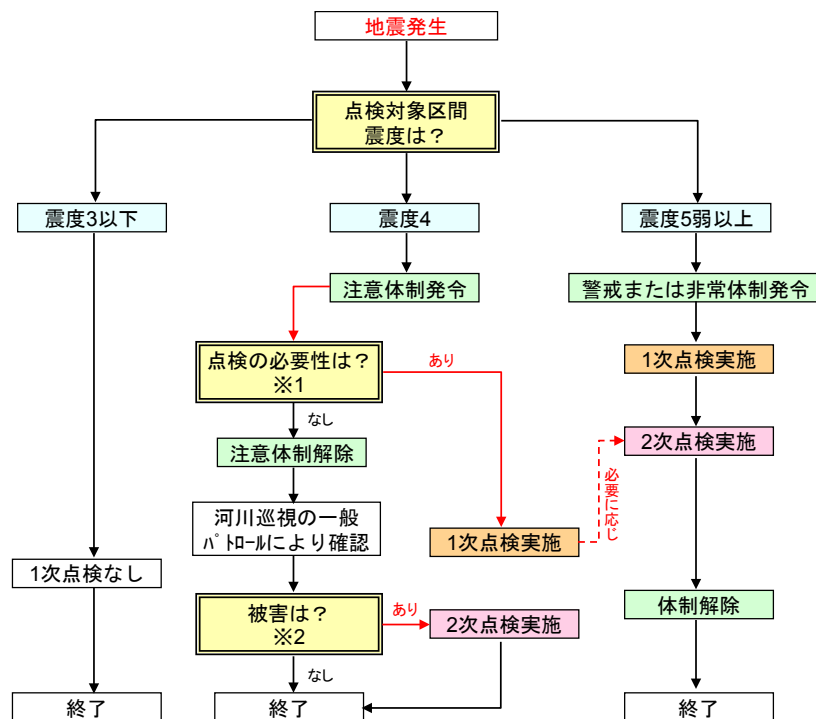 地震発生
点検対象区間
震度は？
震度3以下
震度4
震度5弱以上
注意体制発令
警戒または非常体制発令
点検の必要性は？
※1
あり
1次点検実施
なし
2次点検実施
注意体制解除
必要に応じ
河川巡視の一般
ﾊﾟﾄﾛｰﾙにより確認
1次点検実施
1次点検なし
被害は？
※2
あり
2次点検実施
体制解除
なし
終了
終了
終了